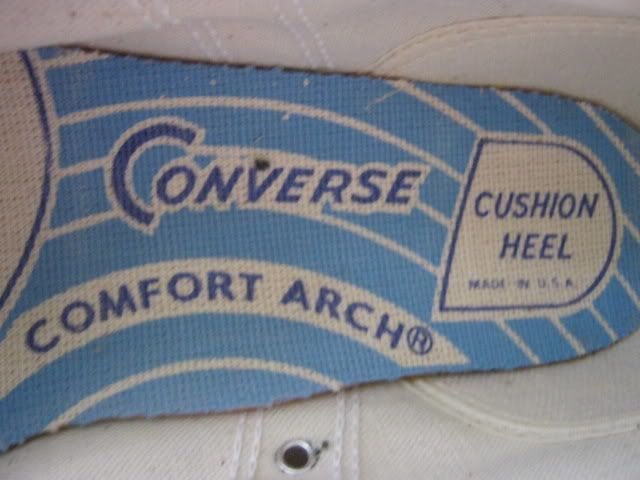 CONVERSE
CUSHION
HEEL
MADE IN U.S.A.
COMFORT ARCH®